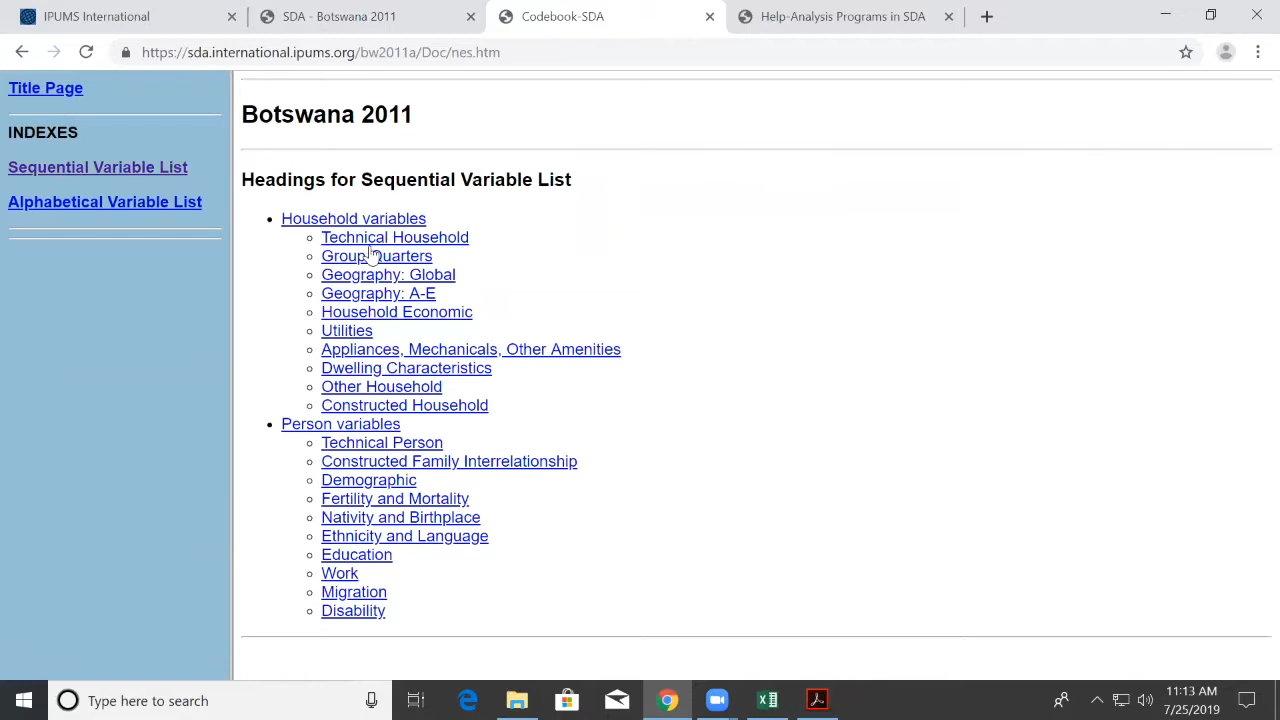 IPUMS International
SDA - Botswana 2011
Codebook-SDA
Help-Analysis Programs in SDA
https://sda.international.ipums.org/bw2011a/Doc/nes.htm
Title Page
INDEXES
Sequential Variable List
Alphabetical Variable List
Botswana 2011
Headings for Sequential Variable List
Household variables
Technical Household
Group Quarters
Geography: Global
Geography: A-E
Household Economic
Utilities
Appliances, Mechanicals, Other Amenities
Dwelling Characteristics
Other Household
Constructed Household
Person variables
Technical Person
Constructed Family Interrelationship
Demographic
Fertility and Mortality
Nativity and Birthplace
Ethnicity and Language
Education
Work
Migration
Disability
Type here to search
11:13 AM
7/25/2019